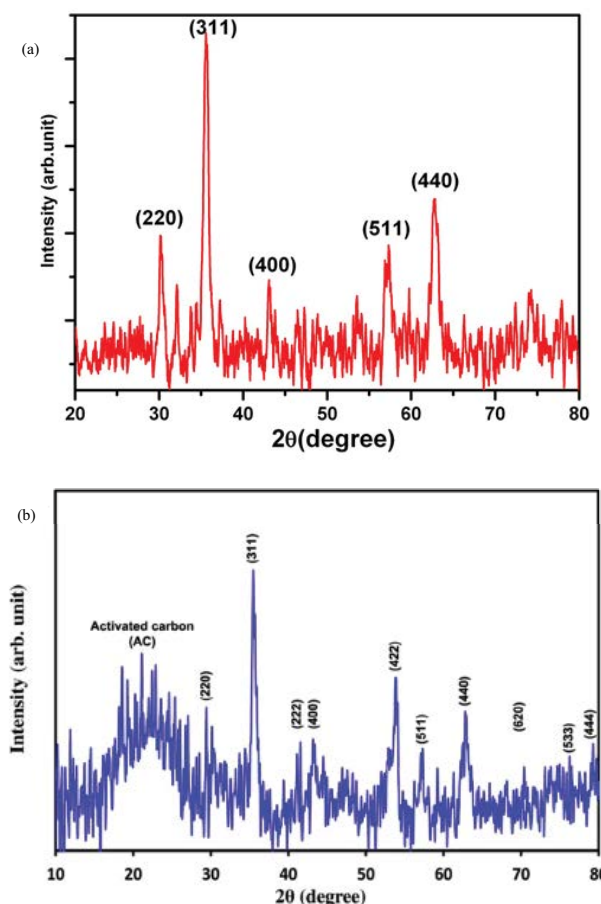 (a)
(311)
(220)
(400)
(511)
(440)
Intensity (arb.unit)
20 30 40 50 60 70 80
2θ(degree)
(b)
Activated carbon
(AC)
(220)
(311)
(222)
(400)
(422)
(511)
(440)
(620)
(533)
(444)
Intensity (arb. unit)
10 20 30 40 50 60 70 80
2θ (degree)